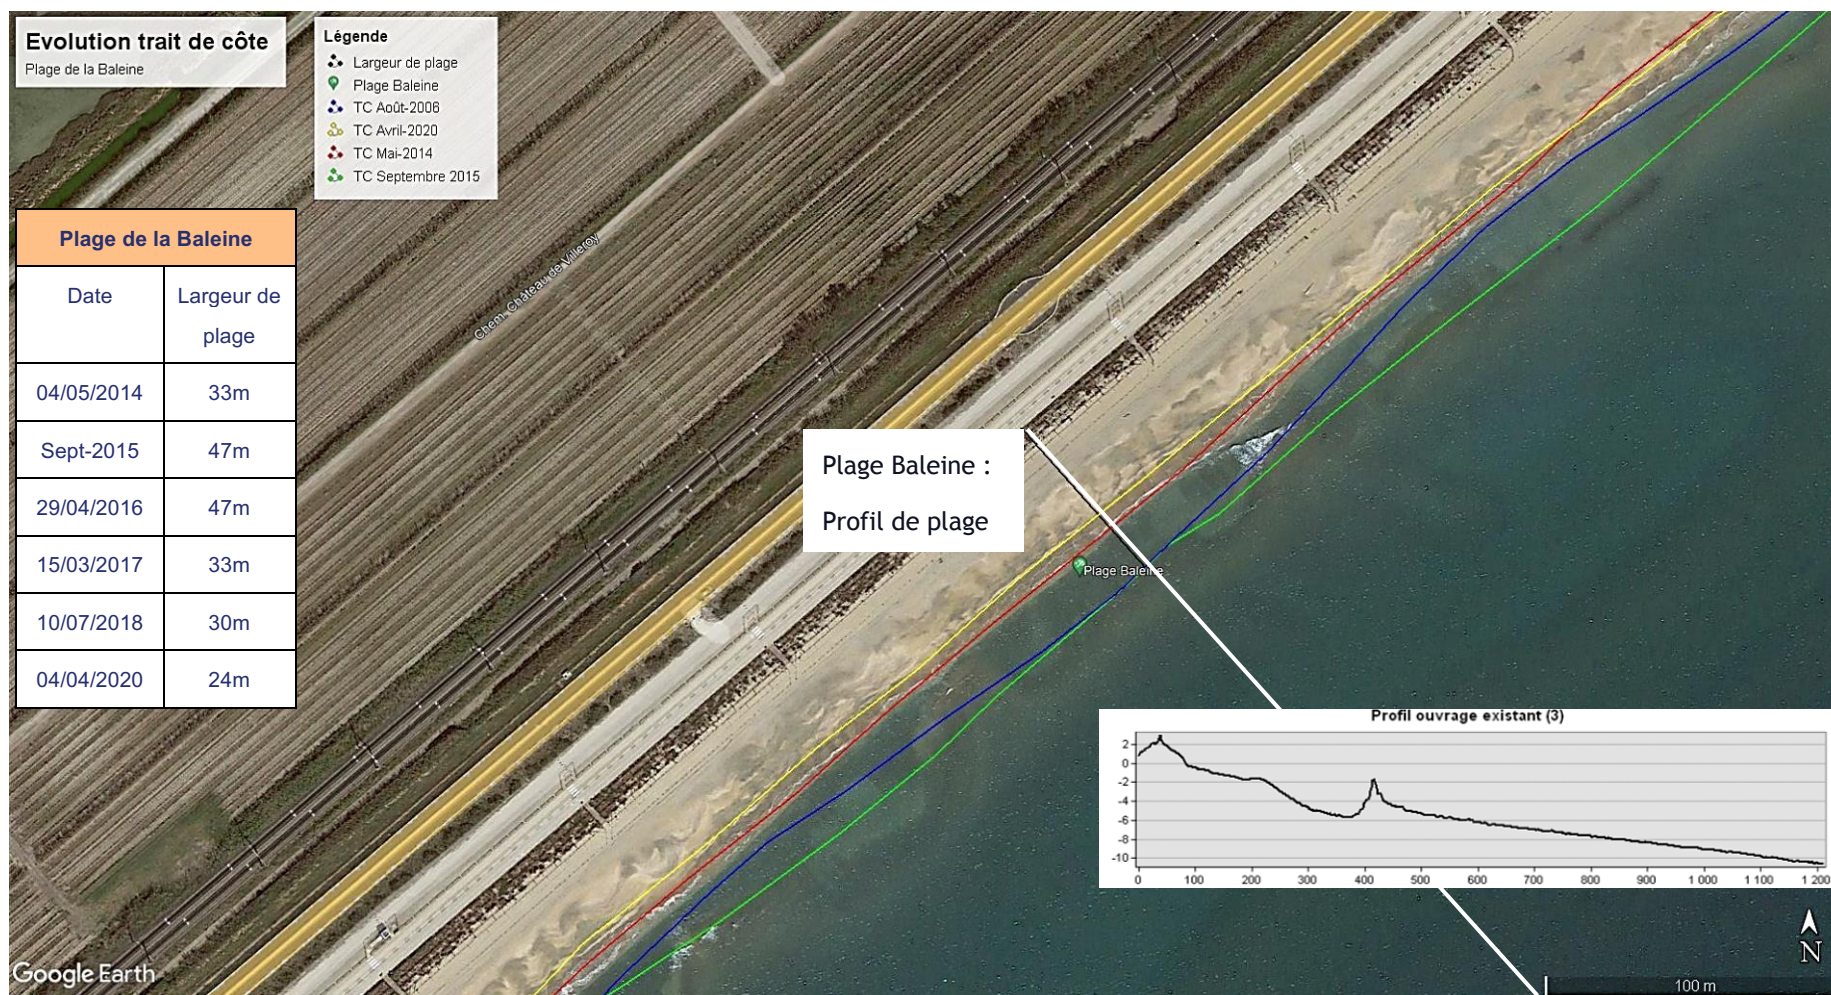 Evolution trait de côte
Plage de la Baleine
Légende
Largeur de plage
Plage Baleine
TC Août-2006
TC Avril-2020
TC Mai-2014
TC Septembre 2015
Plage de la Baleine
Date
Largeur de
plage
04/05/2014 33m
Sept-2015 47m
29/04/2016 47m
15/03/2017 33m
10/07/2018 30m
04/04/2020 24m
Chem. Château de Villeroy
Plage Baleine :
Profil de plage
Plage Baleine
Profil ouvrage existant (3)
2
0
-2
-4
-6
-8
-10
0 100 200 300 400 500 600 700 800 900 1 000 1 100 1 200
N
Google Earth
100 m